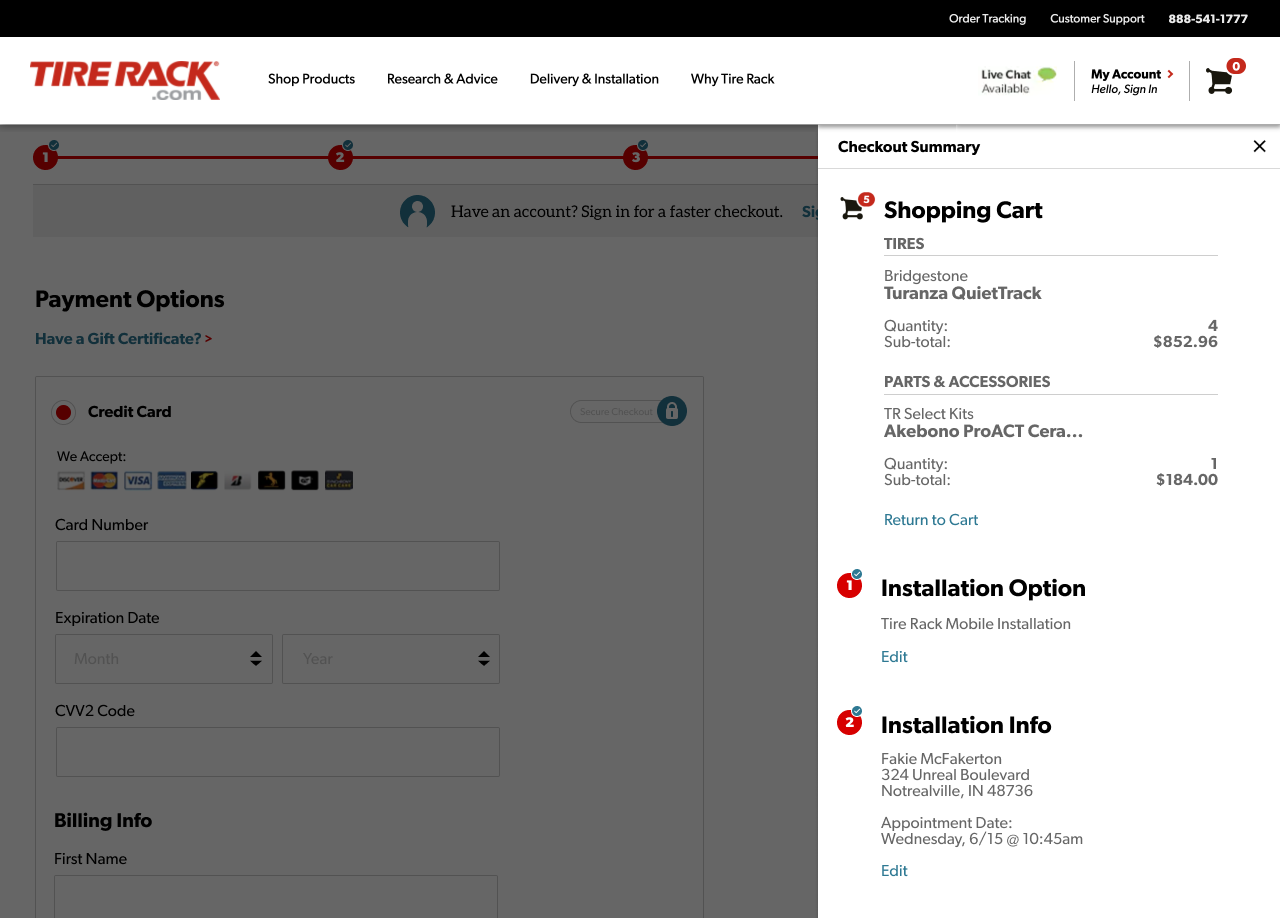 Order Tracking
Customer Support
888-541-1777
TIRE RACK
.com
Shop Products
Research & Advice
Delivery & Installation
Why Tire Rack
Live Chat
Available
My Account
Hello, Sign In
0
1
2
3
Have an account? Sign in for a faster checkout.
Payment Options
Have a Gift Certificate? >
Credit Card
Secure Checkout
We Accept:
DISCOVER
VISA
Card Number
Expiration Date
Month
Year
CVV2 Code
Billing Info
First Name
Checkout Summary
5
Shopping Cart
TIRES
Bridgestone
Turanza QuietTrack
Quantity: 4
Sub-total: $852.96
PARTS & ACCESSORIES
TR Select Kits
Akebono ProACT Cera...
Quantity: 1
Sub-total: $184.00
Return to Cart
1
Installation Option
Tire Rack Mobile Installation
Edit
2
Installation Info
Fakie McFakerton
324 Unreal Boulevard
Notrealville, IN 48736
Appointment Date:
Wednesday, 6/15 @ 10:45am
Edit